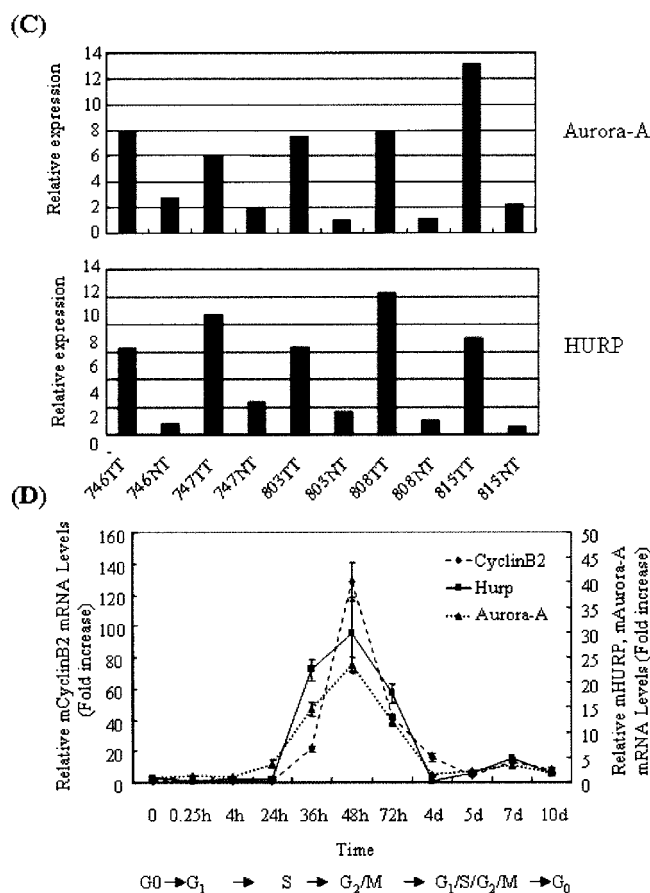 (C)
Relative expression
14
12
10
8
6
4
2
0
Aurora-A
Relative expression
14
12
10
8
6
4
2
0
HURP
746TT
746NT
747TT
747NT
803TT
803NT
808TT
808NT
815TT
815NT
(D)
Relative mCyclinB2 mRNA Levels
(Fold increase)
160
140
120
100
80
60
40
20
0
CyclinB2
Hurp
Aurora-A
50
45
40
35
30
25
20
15
10
5
0
Relative mHURP, mAurora-A
mRNA Levels (Fold increase)
0 0.25h 4h 24h 36h 48h 72h 4d 5d 7d 10d
Time
G0 → G1 → S → G2/M → G1/S/G2/M → G0